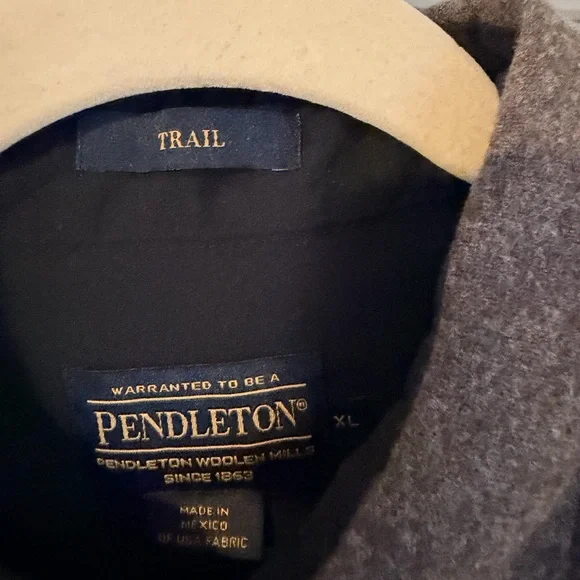 TRAIL
WARRANTED TO BE A
PENDLETON®
XL
PENDLETON WOOLEN MILLS
SINCE 1863
MADE IN
MEXICO
OF USA FABRIC